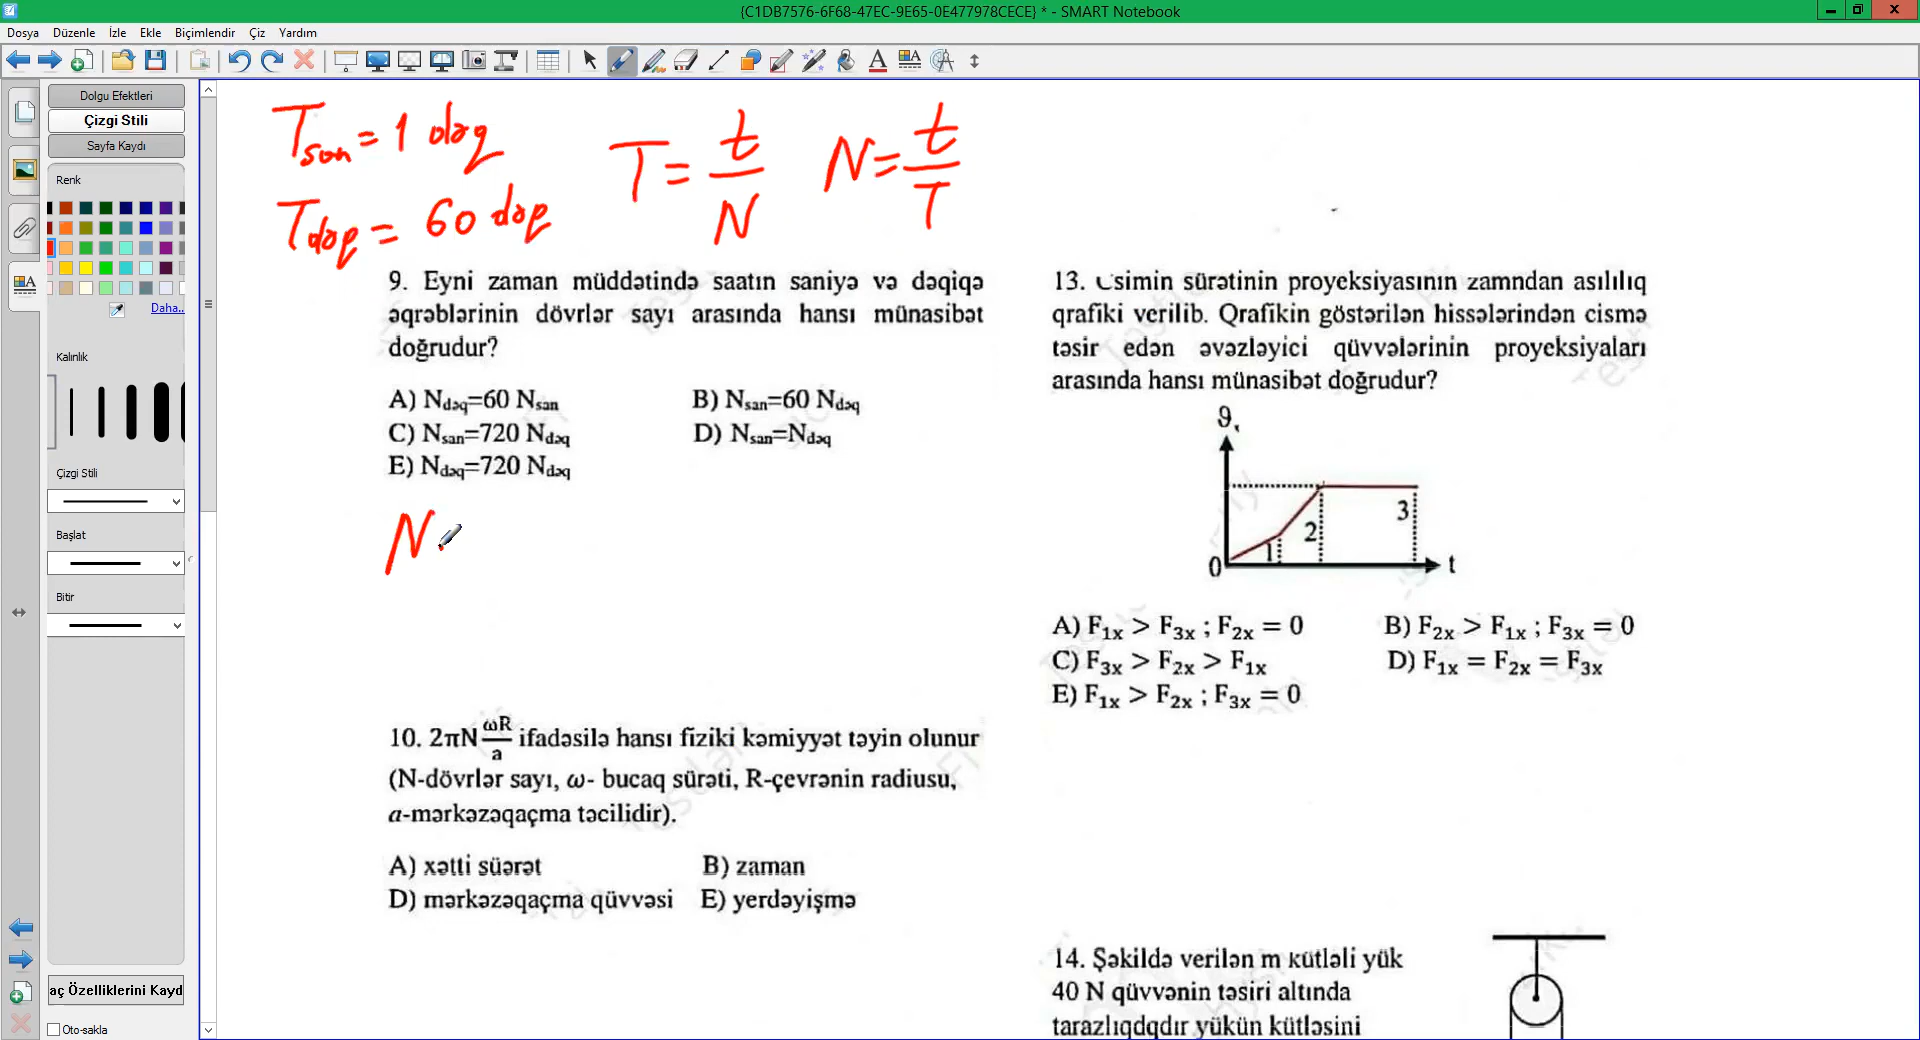 {C1DB7576-6F68-47EC-9E65-0E477978CECE} * - SMART Notebook
Dosya Düzenle İzle Ekle Biçimlendir Çiz Yardım
Dolgu Efektleri
Çizgi Stili
Sayfa Kaydı
Renk
Daha..
Kalınlık
Çizgi Stili
Başlat
Bitir
aç Özelliklerini Kayd
Oto-sakla
Tsan = 1 dəq
Tdəq = 60 dəq
T = t/N
N = t/T
9. Eyni zaman müddətində saatın saniyə və dəqiqə
əqrəblərinin dövrlər sayı arasında hansı münasibət
doğrudur?
A) Ndəq=60 Nsan B) Nsan=60 Ndəq
C) Nsan=720 Ndəq D) Nsan=Ndəq
E) Ndəq=720 Ndəq
N
10. 2πN ωR/a ifadəsilə hansı fiziki kəmiyyət təyin olunur
(N-dövrlər sayı, ω- bucaq sürəti, R-çevrənin radiusu,
a-mərkəzəqaçma təcilidir).
A) xətti süərət B) zaman
D) mərkəzəqaçma qüvvəsi E) yerdəyişmə
13. Csimin sürətinin proyeksiyasının zamndan asılılıq
qrafiki verilib. Qrafikin göstərilən hissələrindən cismə
təsir edən əvəzləyici qüvvələrinin proyeksiyaları
arasında hansı münasibət doğrudur?
ϑx
1 2 3
0 t
A) F1x > F3x ; F2x = 0 B) F2x > F1x ; F3x = 0
C) F3x > F2x > F1x D) F1x = F2x = F3x
E) F1x > F2x ; F3x = 0
14. Şəkildə verilən m kütləli yük
40 N qüvvənin təsiri altında
tarazlıqdqdır yükün kütləsini